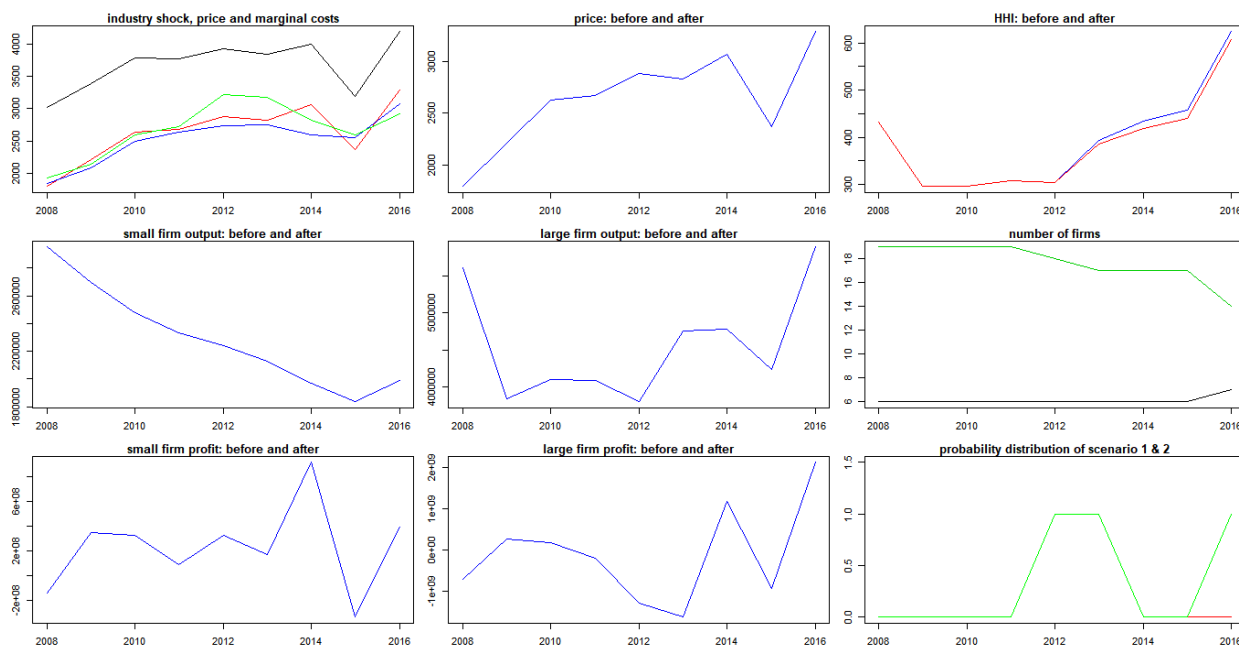 industry shock, price and marginal costs
4000
3500
3000
2500
2000
2008 2010 2012 2014 2016
price: before and after
3000
2500
2000
2008 2010 2012 2014 2016
HHI: before and after
600
500
400
300
2008 2010 2012 2014 2016
small firm output: before and after
2600000
2200000
1800000
2008 2010 2012 2014 2016
large firm output: before and after
5000000
4000000
2008 2010 2012 2014 2016
number of firms
18
16
14
12
10
8
6
2008 2010 2012 2014 2016
small firm profit: before and after
6e+08
2e+08
-2e+08
2008 2010 2012 2014 2016
large firm profit: before and after
2e+09
1e+09
0e+00
-1e+09
2008 2010 2012 2014 2016
probability distribution of scenario 1 & 2
1.5
1.0
0.5
0.0
2008 2010 2012 2014 2016